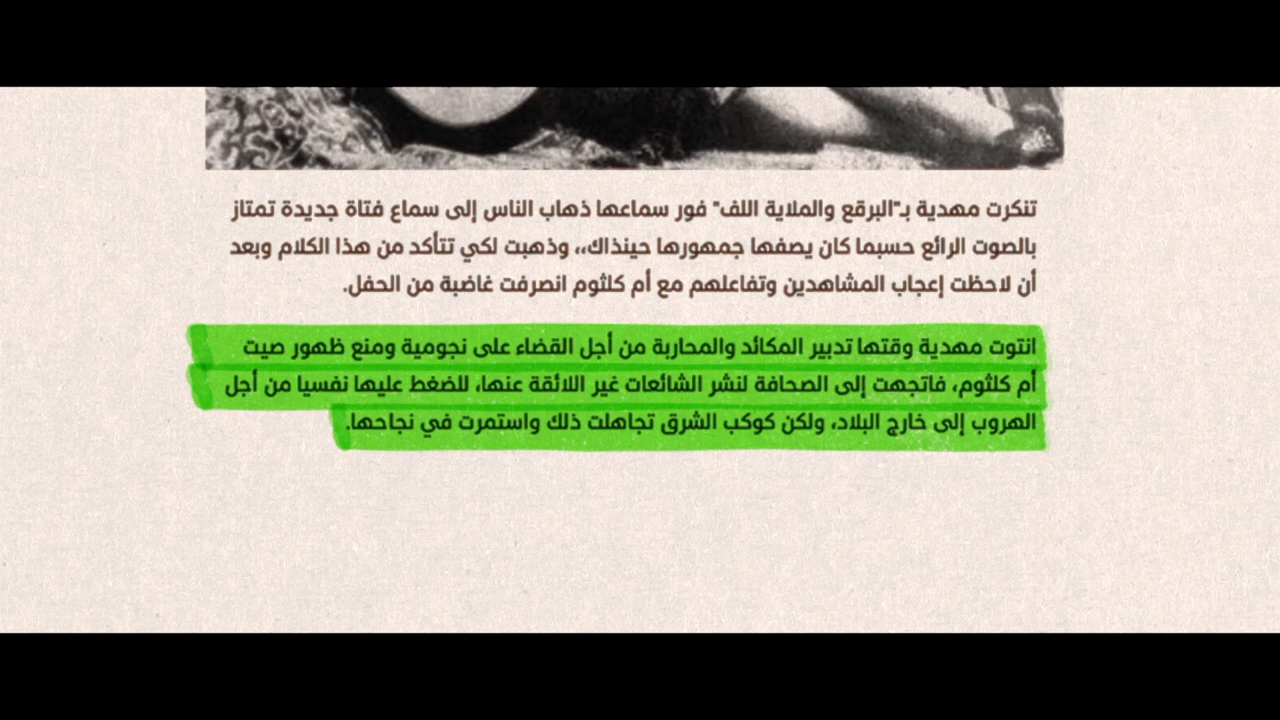 تنكرت مهدية بـ"البرقع والملاية اللف" فور سماعها ذهاب الناس إلى سماع فتاة جديدة تمتاز
بالصوت الرائع حسبما كان يصفها جمهورها حينذاك،، وذهبت لكي تتأكد من هذا الكلام وبعد
أن لاحظت إعجاب المشاهدين وتفاعلهم مع أم كلثوم انصرفت غاضبة من الحفل.
انتوت مهدية وقتها تدبير المكائد والمحاربة من أجل القضاء على نجومية ومنع ظهور صيت
أم كلثوم، فاتجهت إلى الصحافة لنشر الشائعات غير اللائقة عنها، للضغط عليها نفسيا من أجل
الهروب إلى خارج البلاد، ولكن كوكب الشرق تجاهلت ذلك واستمرت في نجاحها.